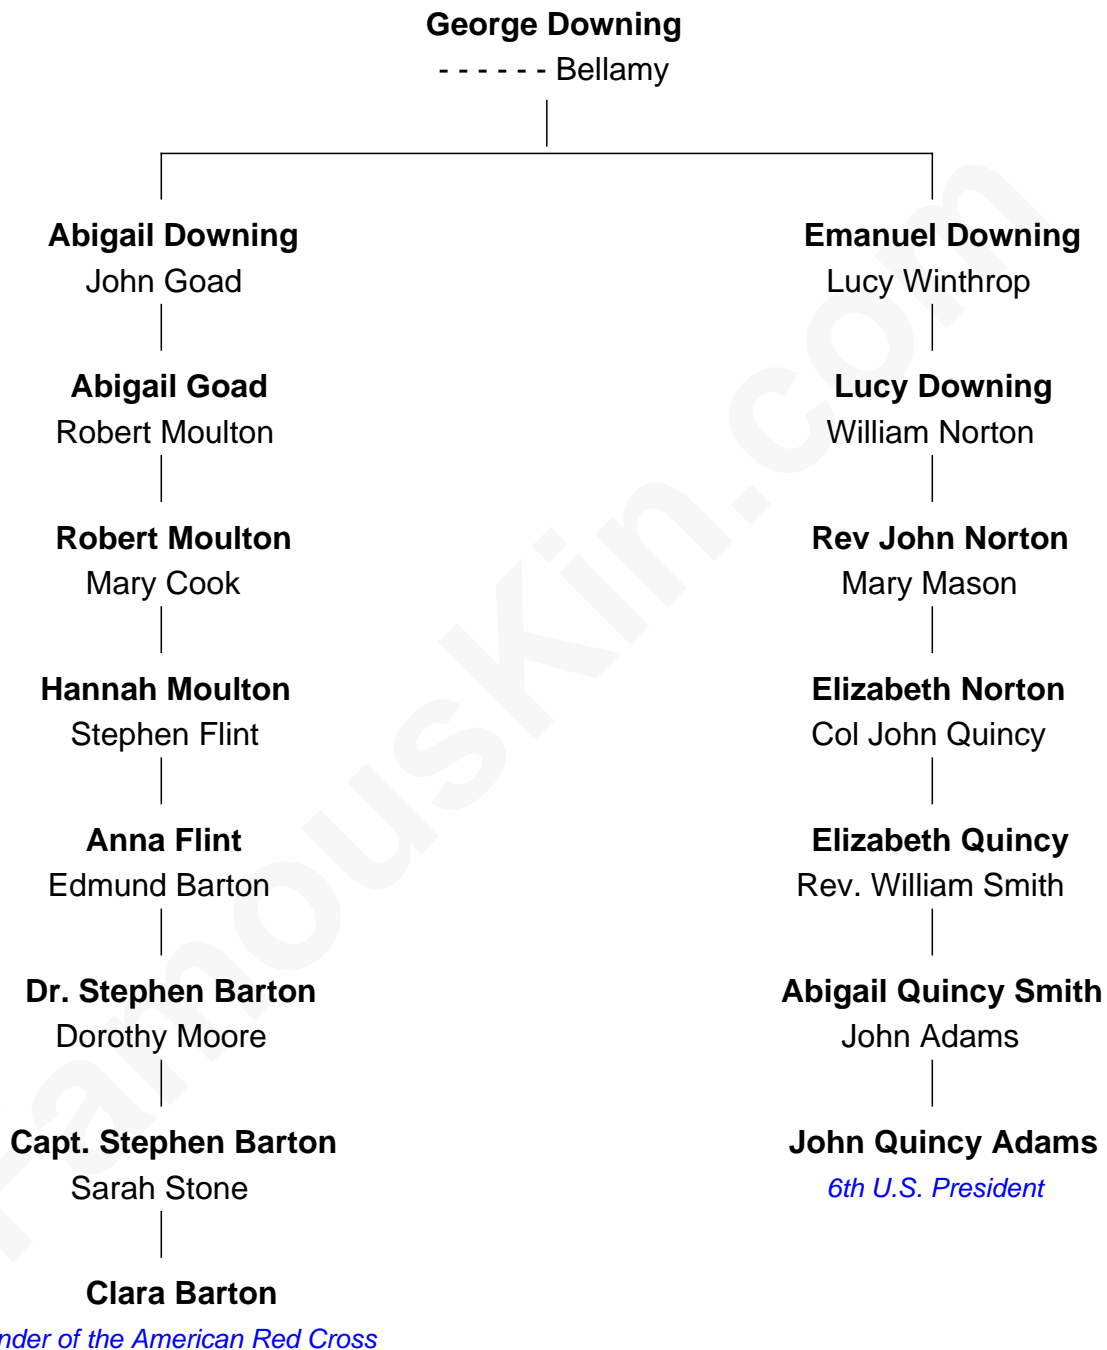 George Downing
- - - - - - Bellamy
Abigail Downing
John Goad
Emanuel Downing
Lucy Winthrop
Abigail Goad
Robert Moulton
Lucy Downing
William Norton
Robert Moulton
Mary Cook
Rev John Norton
Mary Mason
Hannah Moulton
Stephen Flint
Elizabeth Norton
Col John Quincy
Anna Flint
Edmund Barton
Elizabeth Quincy
Rev. William Smith
Dr. Stephen Barton
Dorothy Moore
Abigail Quincy Smith
John Adams
Capt. Stephen Barton
Sarah Stone
John Quincy Adams
6th U.S. President
Clara Barton
nder of the American Red Cross
FamousKin.com